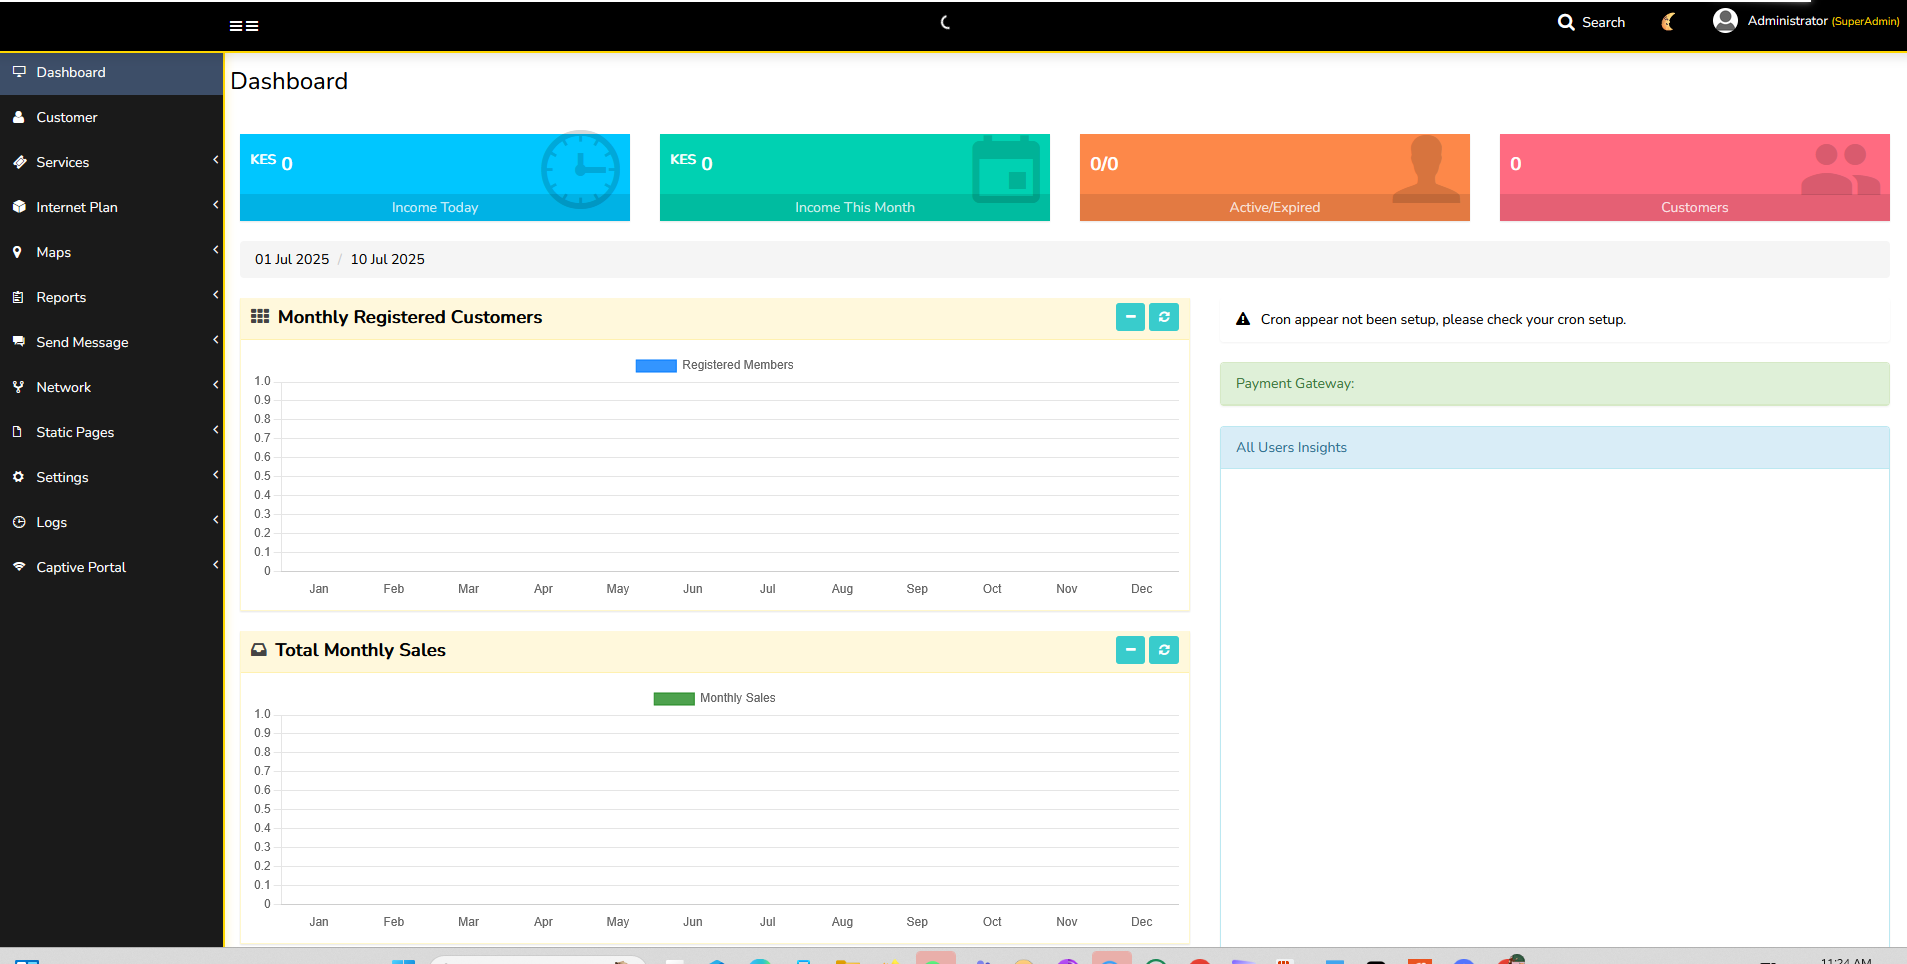 Search
Administrator (SuperAdmin)
Dashboard
Customer
Services
Internet Plan
Maps
Reports
Send Message
Network
Static Pages
Settings
Logs
Captive Portal
Dashboard
KES 0
Income Today
KES 0
Income This Month
0/0
Active/Expired
0
Customers
01 Jul 2025 / 10 Jul 2025
Monthly Registered Customers
Registered Members
1.0
0.9
0.8
0.7
0.6
0.5
0.4
0.3
0.2
0.1
0
Jan Feb Mar Apr May Jun Jul Aug Sep Oct Nov Dec
Total Monthly Sales
Monthly Sales
1.0
0.9
0.8
0.7
0.6
0.5
0.4
0.3
0.2
0.1
0
Jan Feb Mar Apr May Jun Jul Aug Sep Oct Nov Dec
Cron appear not been setup, please check your cron setup.
Payment Gateway:
All Users Insights
11:24 AM